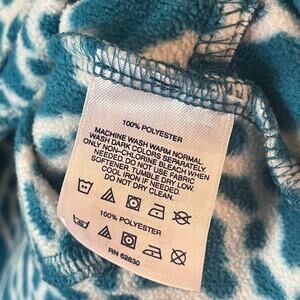 100% POLYESTER
MACHINE WASH WARM NORMAL.
WASH DARK COLORS SEPARATELY.
ONLY NON-CHLORINE BLEACH WHEN
NEEDED. DO NOT USE FABRIC
SOFTENER. TUMBLE DRY LOW.
COOL IRON IF NEEDED.
DO NOT DRY CLEAN.
100% POLYESTER
RN 62830